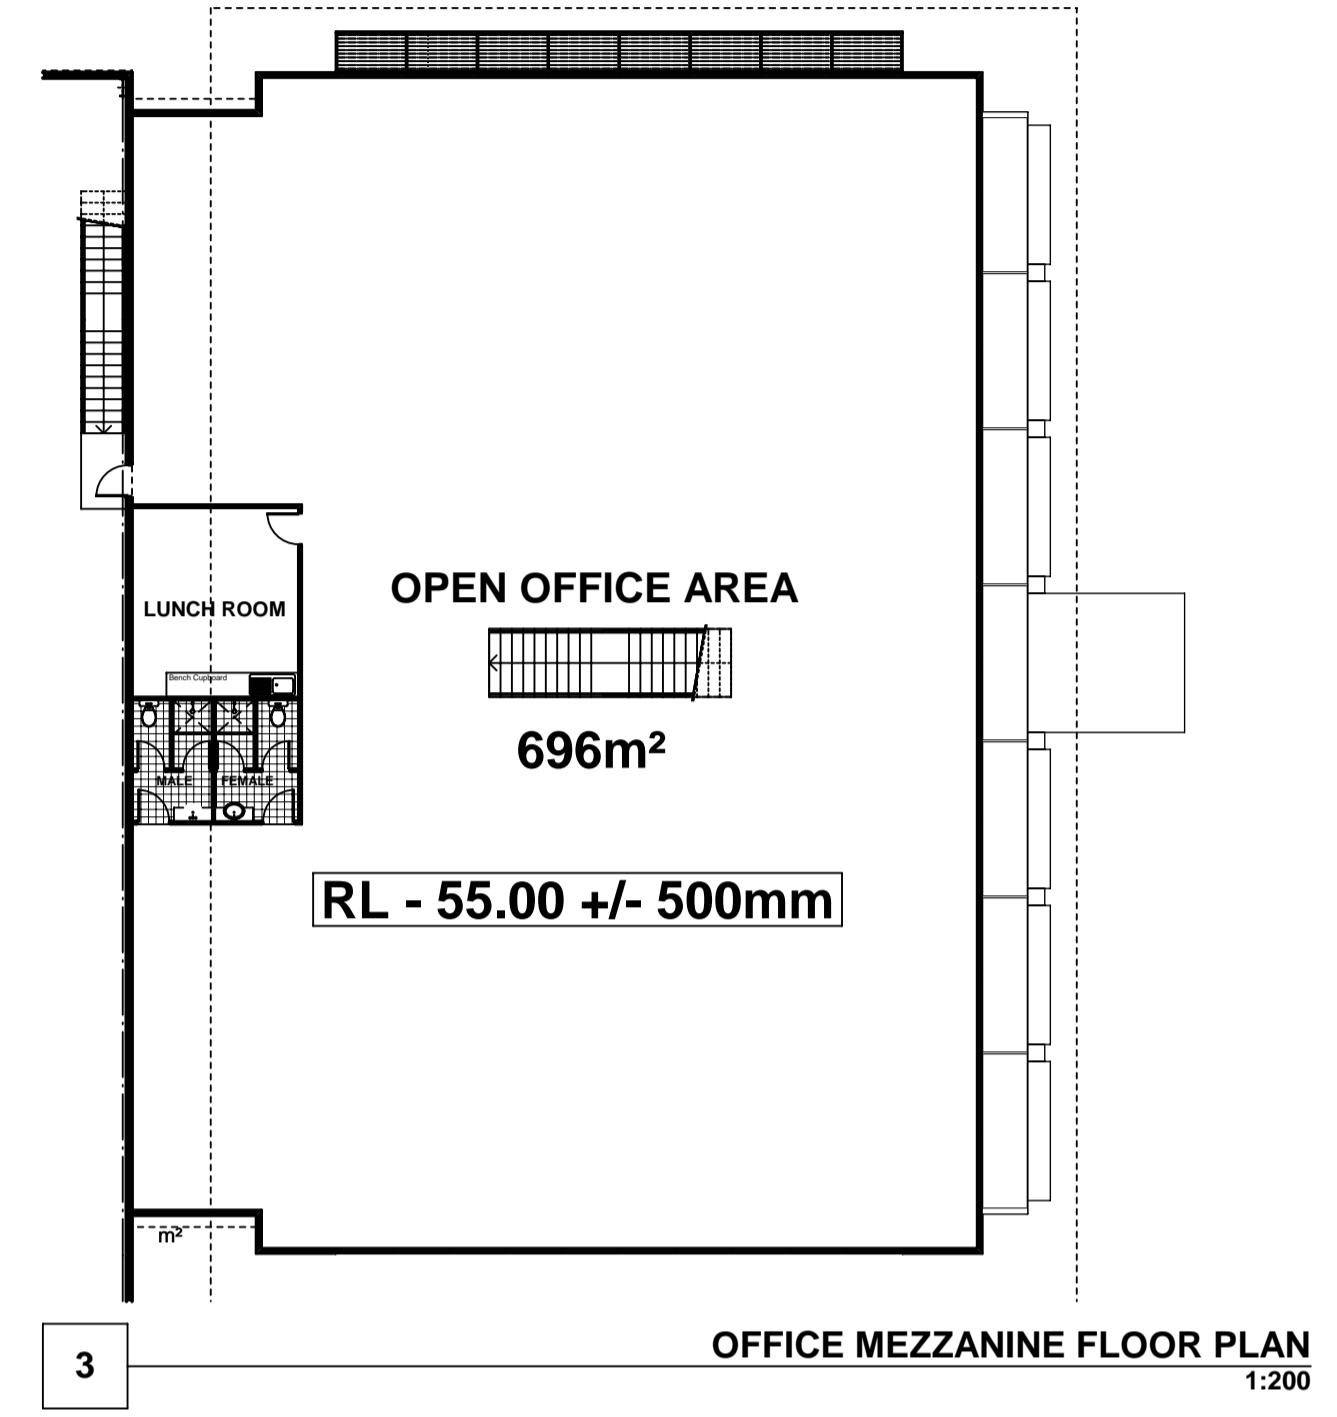 OPEN OFFICE AREA
LUNCH ROOM
Bench Cupboard
696m²
MALE
FEMALE
RL - 55.00 +/- 500mm
m²
3
OFFICE MEZZANINE FLOOR PLAN
1:200